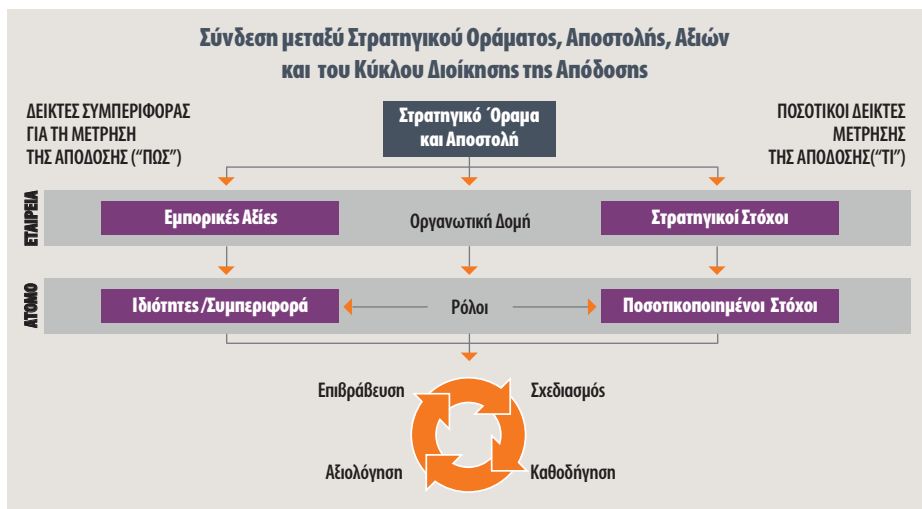 Σύνδεση μεταξύ Στρατηγικού Οράματος, Αποστολής, Αξιών
και του Κύκλου Διοίκησης της Απόδοσης
ΔΕΙΚΤΕΣ ΣΥΜΠΕΡΙΦΟΡΑΣ
ΓΙΑ ΤΗ ΜΕΤΡΗΣΗ
ΤΗΣ ΑΠΟΔΟΣΗΣ (“ΠΩΣ”)
Στρατηγικό Όραμα
και Αποστολή
ΠΟΣΟΤΙΚΟΙ ΔΕΙΚΤΕΣ
ΜΕΤΡΗΣΗΣ
ΤΗΣ ΑΠΟΔΟΣΗΣ(“ΤΙ”)
ΕΤΑΙΡΕΙΑ
Εμπορικές Αξίες
Οργανωτική Δομή
Στρατηγικοί Στόχοι
ΑΤΟΜΟ
Ιδιότητες /Συμπεριφορά
Ρόλοι
Ποσοτικοποιημένοι Στόχοι
Επιβράβευση
Σχεδιασμός
Αξιολόγηση
Καθοδήγηση